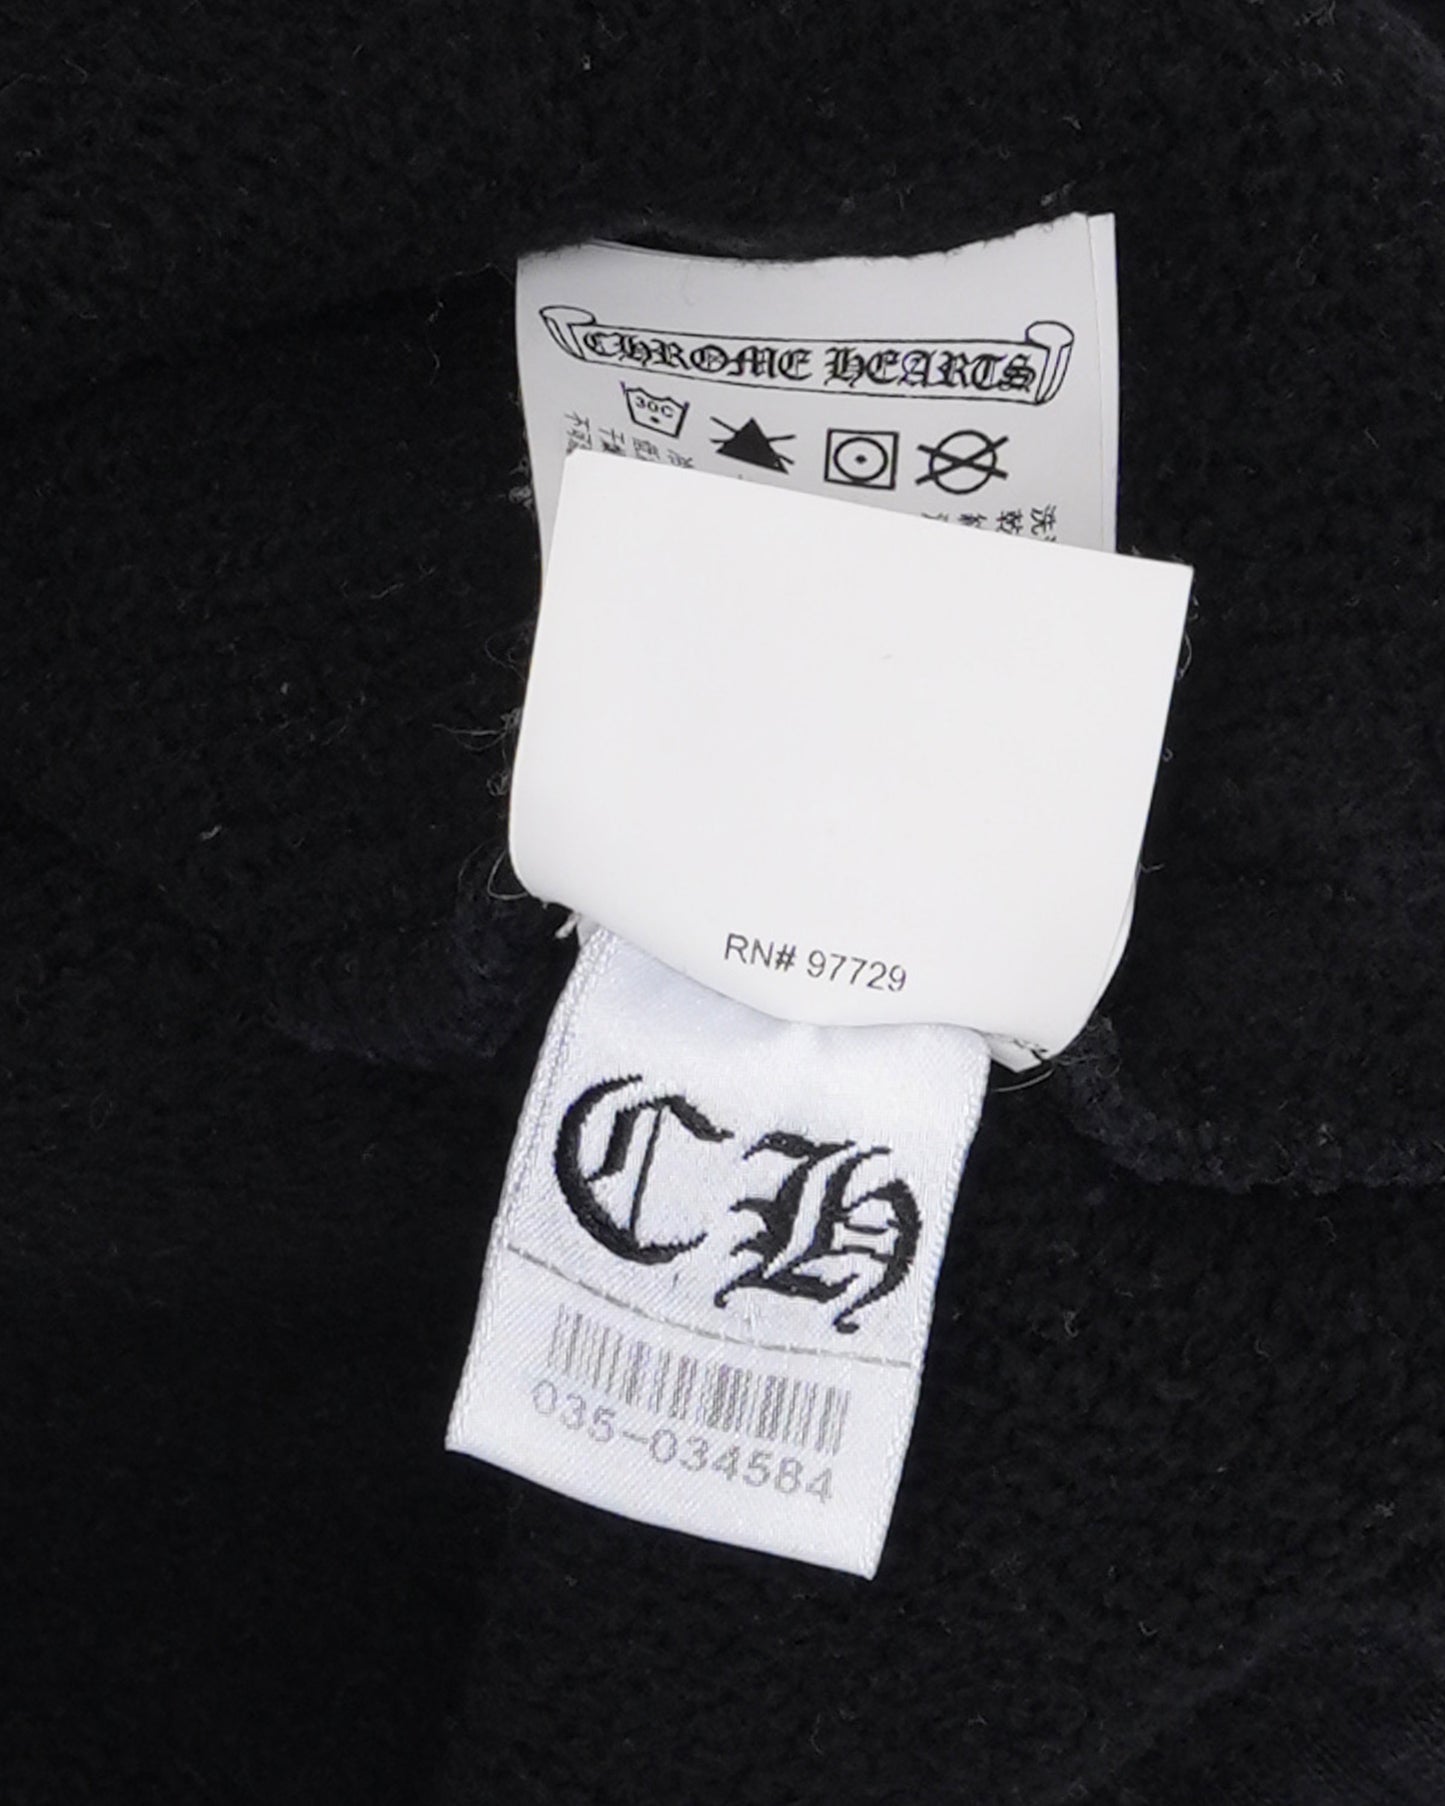 CHROME HEARTS
30C
RN# 97729
CH
035-034584